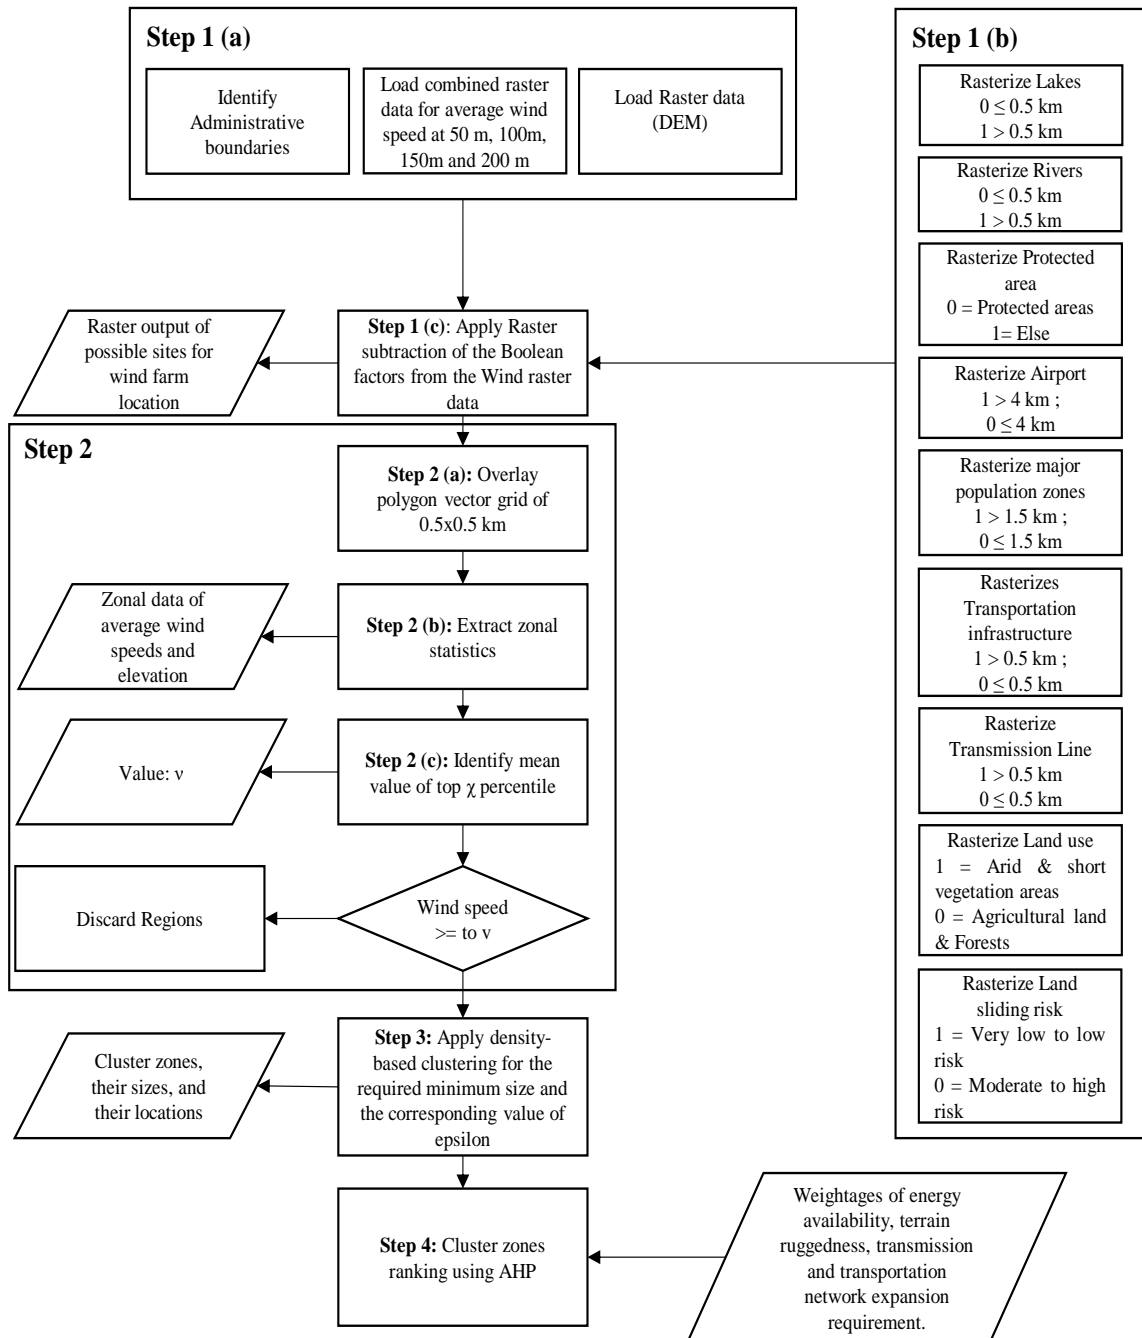 Step 1 (a)
Identify
Administrative
boundaries
Load combined raster
data for average wind
speed at 50 m, 100m,
150m and 200 m
Load Raster data
(DEM)
Step 1 (b)
Rasterize Lakes
0 ≤ 0.5 km
1 > 0.5 km
Rasterize Rivers
0 ≤ 0.5 km
1 > 0.5 km
Rasterize Protected
area
0 = Protected areas
1= Else
Rasterize Airport
1 > 4 km ;
0 ≤ 4 km
Rasterize major
population zones
1 > 1.5 km ;
0 ≤ 1.5 km
Rasterizes
Transportation
infrastructure
1 > 0.5 km ;
0 ≤ 0.5 km
Rasterize
Transmission Line
1 > 0.5 km
0 ≤ 0.5 km
Rasterize Land use
1 = Arid & short
vegetation areas
0 = Agricultural land
& Forests
Rasterize Land
sliding risk
1 = Very low to low
risk
0 = Moderate to high
risk
Raster output of
possible sites for
wind farm
location
Step 1 (c): Apply Raster
subtraction of the Boolean
factors from the Wind raster
data
Step 2
Step 2 (a): Overlay
polygon vector grid of
0.5x0.5 km
Zonal data of
average wind
speeds and
elevation
Step 2 (b): Extract zonal
statistics
Value: ν
Step 2 (c): Identify mean
value of top χ percentile
Discard Regions
Wind speed
>= to ν
Cluster zones,
their sizes, and
their locations
Step 3: Apply density-
based clustering for the
required minimum size and
the corresponding value of
epsilon
Step 4: Cluster zones
ranking using AHP
Weightages of energy
availability, terrain
ruggedness, transmission
and transportation
network expansion
requirement.